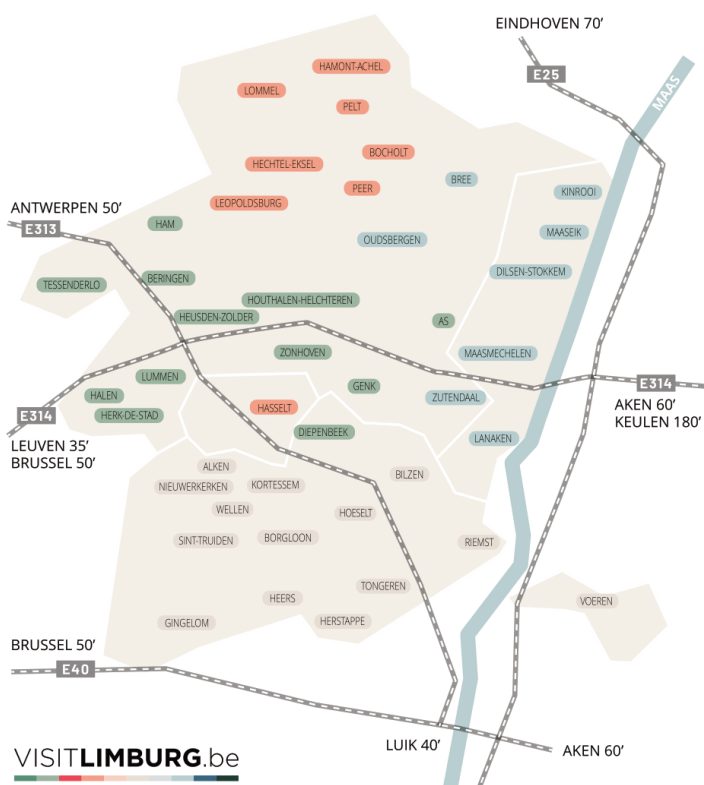 EINDHOVEN 70’
HAMONT-ACHEL
E25
LOMMEL
MAAS
PELT
BOCHOLT
HECHTEL-EKSEL
BREE
PEER
KINROOI
LEOPOLDSBURG
ANTWERPEN 50’
HAM
E313
MAASEIK
OUDSBERGEN
DILSEN-STOKKEM
BERINGEN
TESSENDERLO
HOUTHALEN-HELCHTEREN
HEUSDEN-ZOLDER
AS
ZONHOVEN
MAASMECHELEN
LUMMEN
E314
GENK
HALEN
ZUTENDAAL
AKEN 60’
KEULEN 180’
HASSELT
E314
HERK-DE-STAD
DIEPENBEEK
LANAKEN
LEUVEN 35’
BRUSSEL 50’
ALKEN
BILZEN
NIEUWERKERKEN
KORTESSEM
WELLEN
HOESELT
SINT-TRUIDEN
BORGLOON
RIEMST
TONGEREN
HEERS
VOEREN
GINGELOM
HERSTAPPE
BRUSSEL 50’
E40
LUIK 40’
AKEN 60’
VISITLIMBURG.be